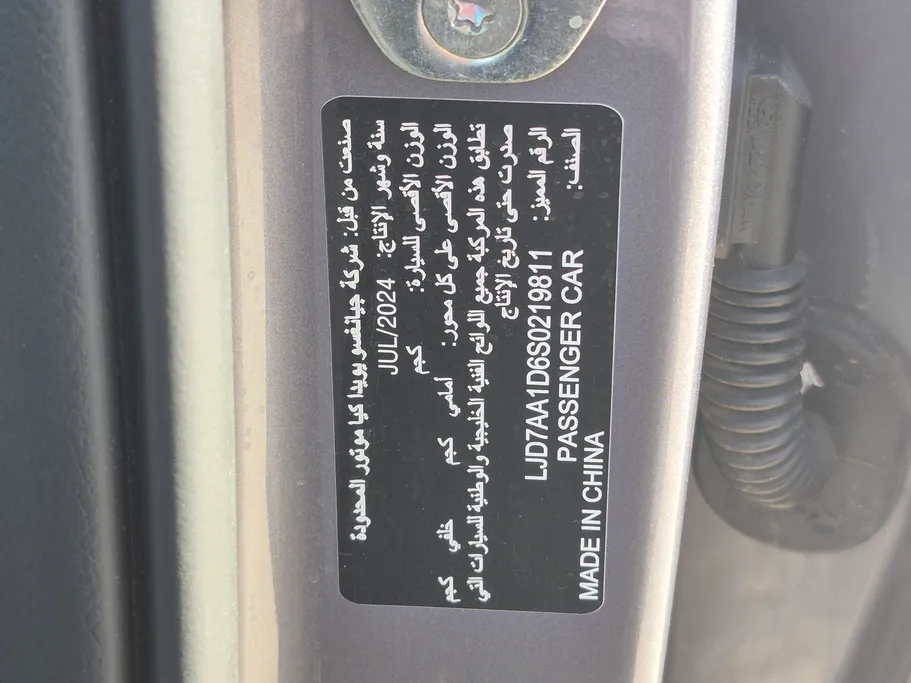 صنعت من قبل: شركة جيانغسو يويدا كيا موتور المحدودة
سنة وشهر الإنتاج: JUL/2024
الوزن الأقصى للسيارة: كجم
الوزن الأقصى على كل محور: أمامي كجم خلفي كجم
تطابق هذه المركبة جميع اللوائح الفنية الخليجية والوطنية للسيارات التي
صدرت حتى تاريخ الإنتاج
الرقم المميز: LJD7AA1D6S0219811
الصنف: PASSENGER CAR
MADE IN CHINA